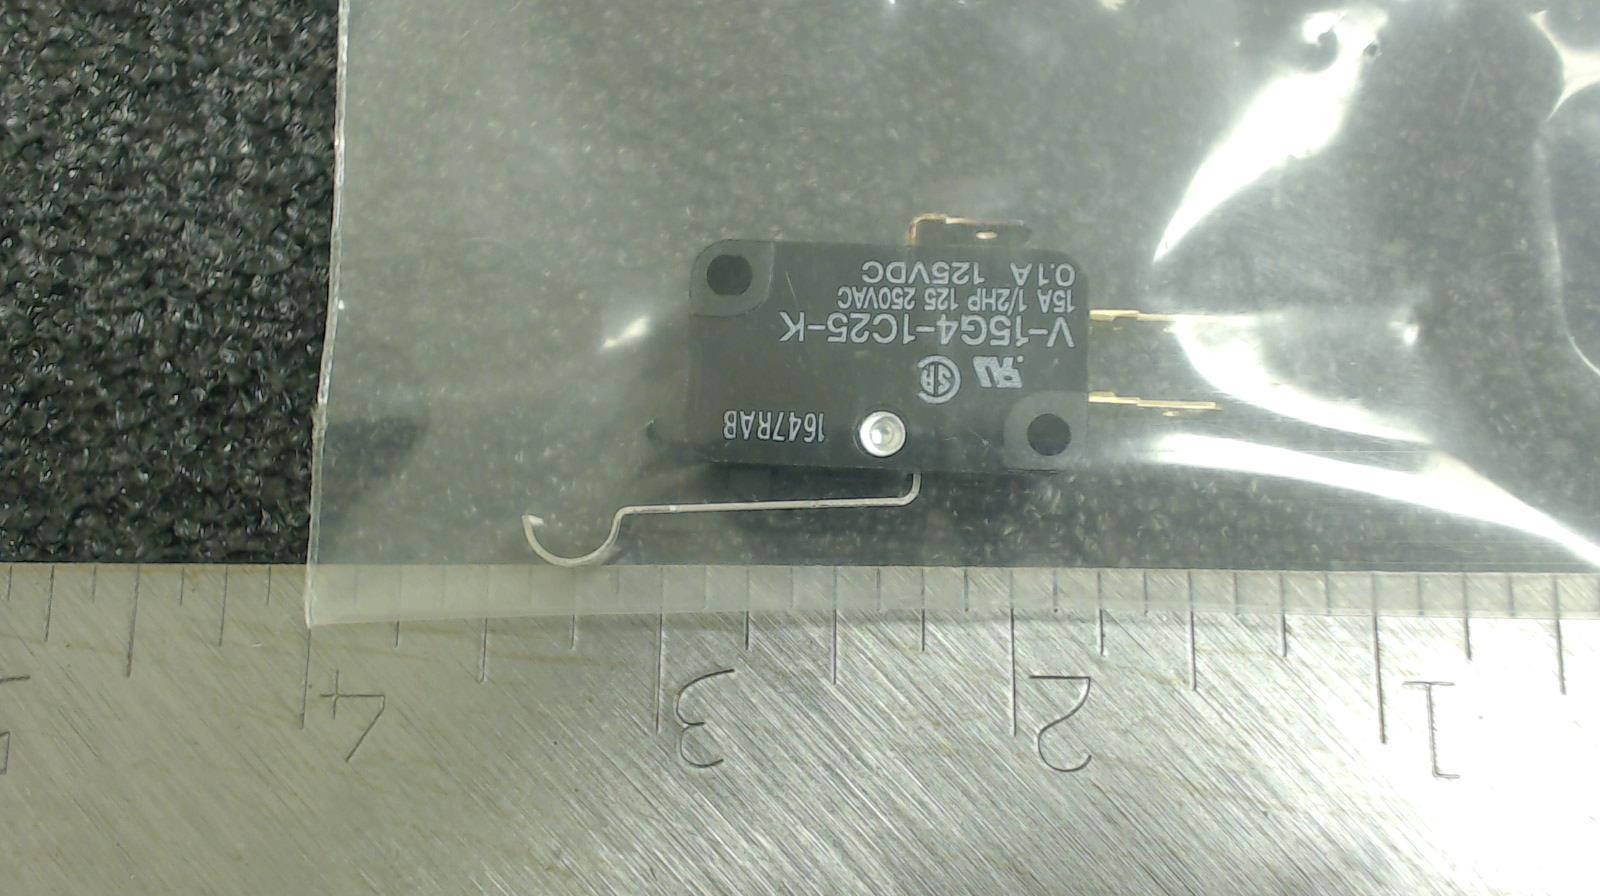 1647RAB
V-15G4-1C25-K
15A 1/2HP 125 250VAC
0.1A 125VDC
1 2 3 4